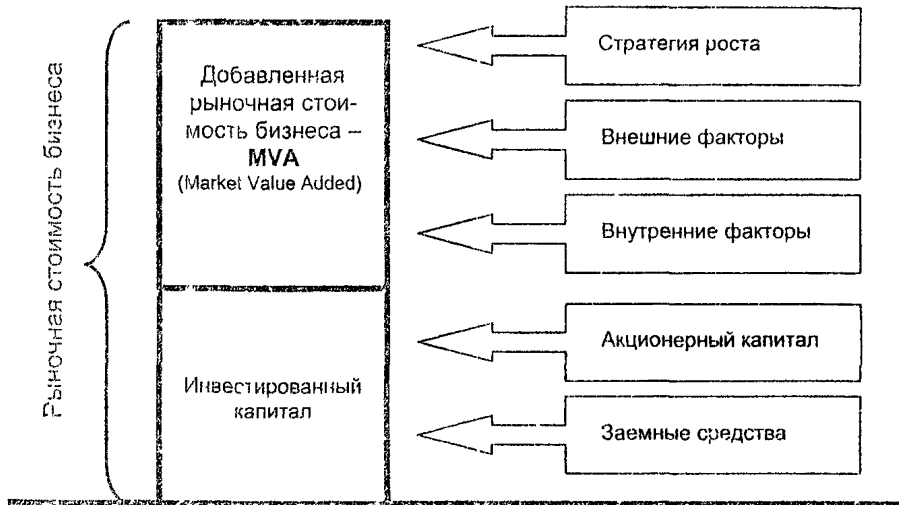 Рыночная стоимость бизнеса
Добавленная
рыночная стои-
мость бизнеса –
MVA
(Market Value Added)
Инвестированный
капитал
Стратегия роста
Внешние факторы
Внутренние факторы
Акционерный капитал
Заемные средства